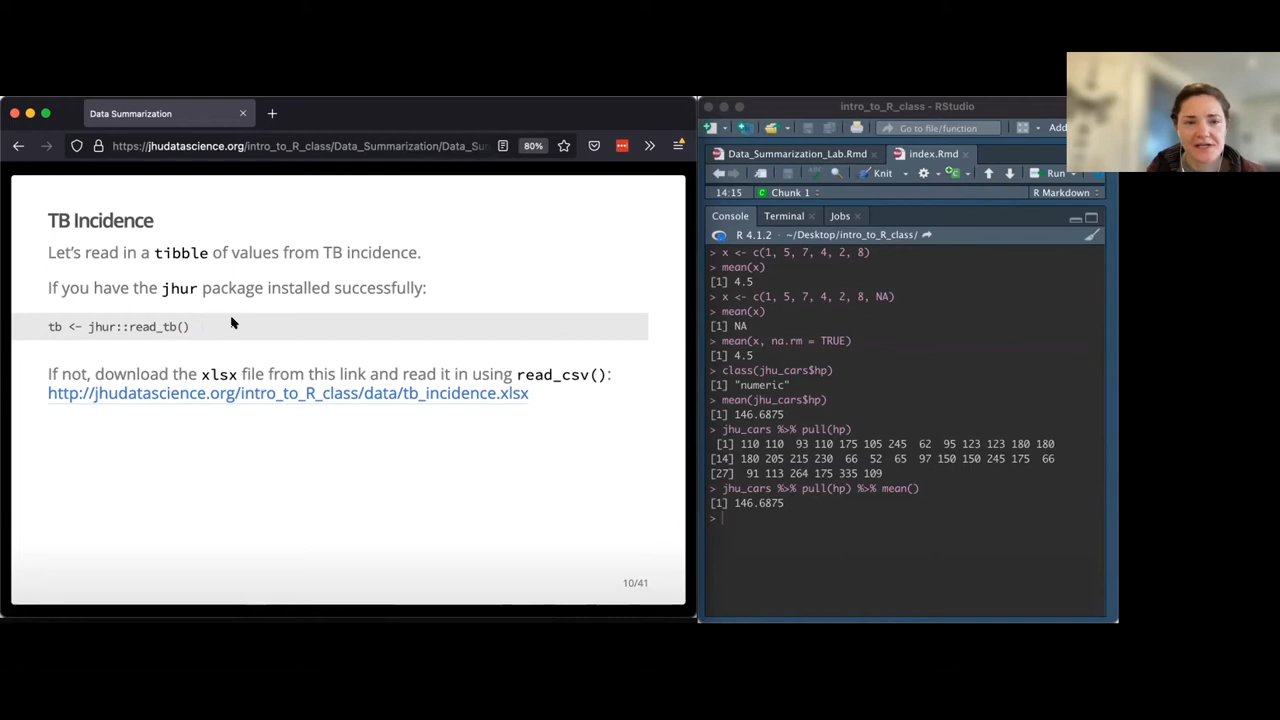 Data Summarization
https://jhudatascience.org/intro_to_R_class/Data_Summarization/Data_Su
80%
TB Incidence
Let's read in a tibble of values from TB incidence.
If you have the jhur package installed successfully:
tb <- jhur::read_tb()
If not, download the xlsx file from this link and read it in using read_csv():
http://jhudatascience.org/intro_to_R_class/data/tb_incidence.xlsx
10/41
intro_to_R_class - RStudio
Go to file/function
Add
Data_Summarization_Lab.Rmd
index.Rmd
Knit
Run
14:15
Chunk 1
R Markdown
Console
Terminal
Jobs
R 4.1.2 · ~/Desktop/intro_to_R_class/
> x <- c(1, 5, 7, 4, 2, 8)
> mean(x)
[1] 4.5
> x <- c(1, 5, 7, 4, 2, 8, NA)
> mean(x)
[1] NA
> mean(x, na.rm = TRUE)
[1] 4.5
> class(jhu_cars$hp)
[1] "numeric"
> mean(jhu_cars$hp)
[1] 146.6875
> jhu_cars %>% pull(hp)
[1] 110 110 93 110 175 105 245 62 95 123 123 180 180
[14] 180 205 215 230 66 52 65 97 150 150 245 175 66
[27] 91 113 264 175 335 109
> jhu_cars %>% pull(hp) %>% mean()
[1] 146.6875
>